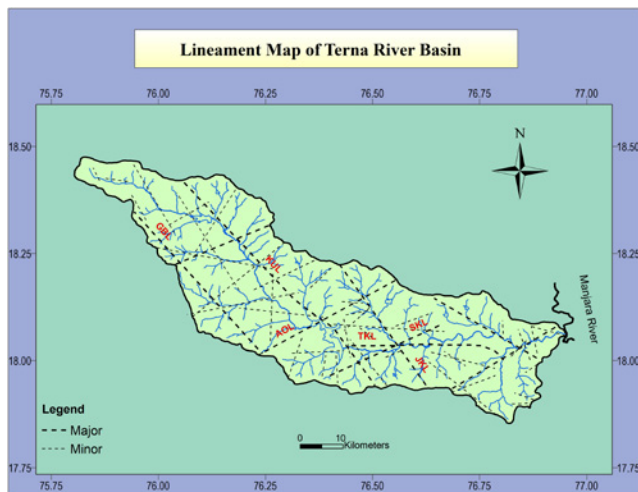 Lineament Map of Terna River Basin
75.75 76.00 76.25 76.50 76.75 77.00
18.50 18.50
N
GBL
18.25 18.25
KUL
Manjara River
AOL TKL SKL
18.00 JKL 18.00
Legend
Major
Minor
0 10
Kilometers
17.75 17.75
75.75 76.00 76.25 76.50 76.75 77.00